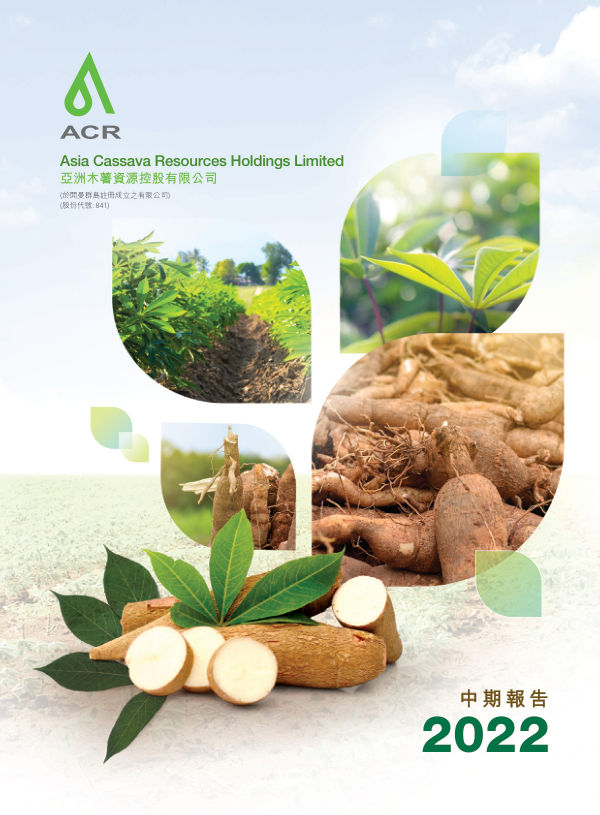 ACR
Asia Cassava Resources Holdings Limited
亞洲木薯資源控股有限公司
(於開曼群島註冊成立之有限公司)
(股份代號: 841)
中期報告
2022